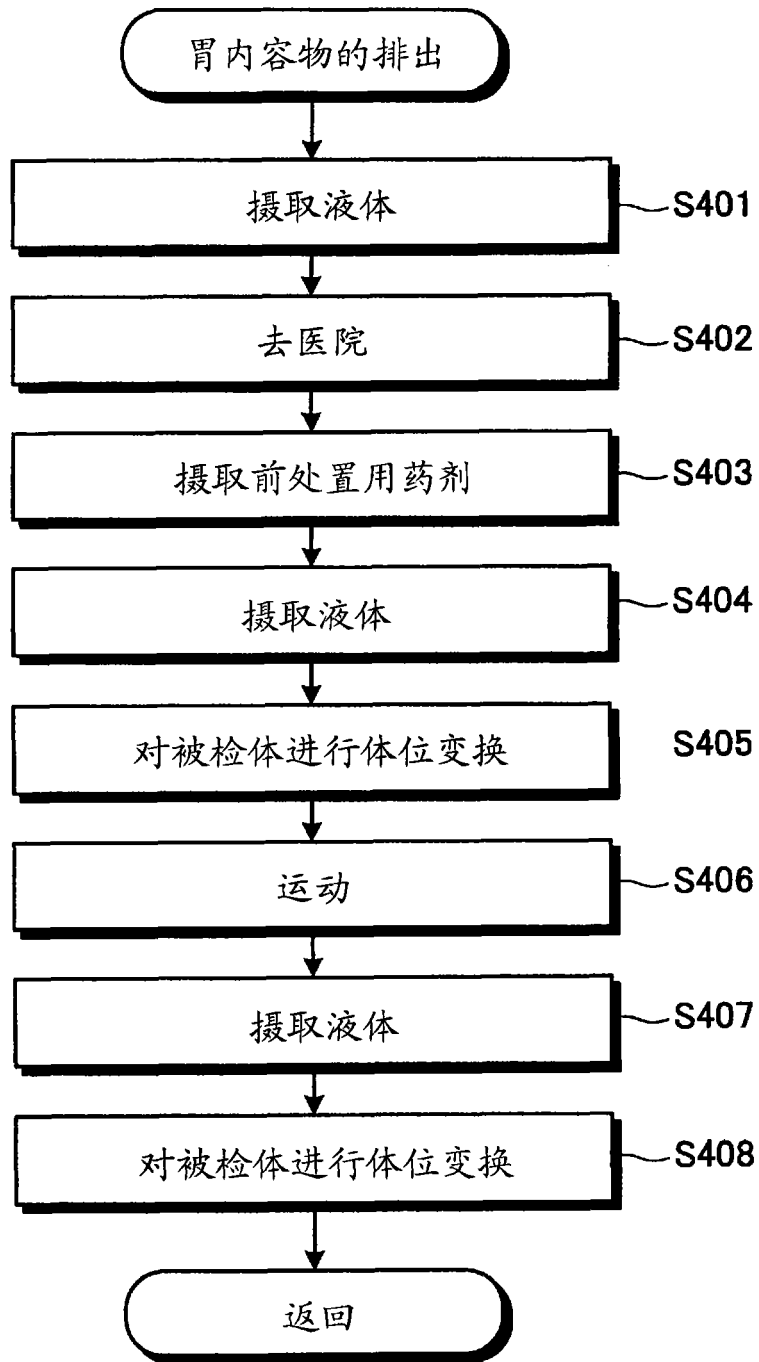 胃内容物的排出
摄取液体 S401
去医院 S402
摄取前处置用药剂 S403
摄取液体 S404
对被检体进行体位变换 S405
运动 S406
摄取液体 S407
对被检体进行体位变换 S408
返回